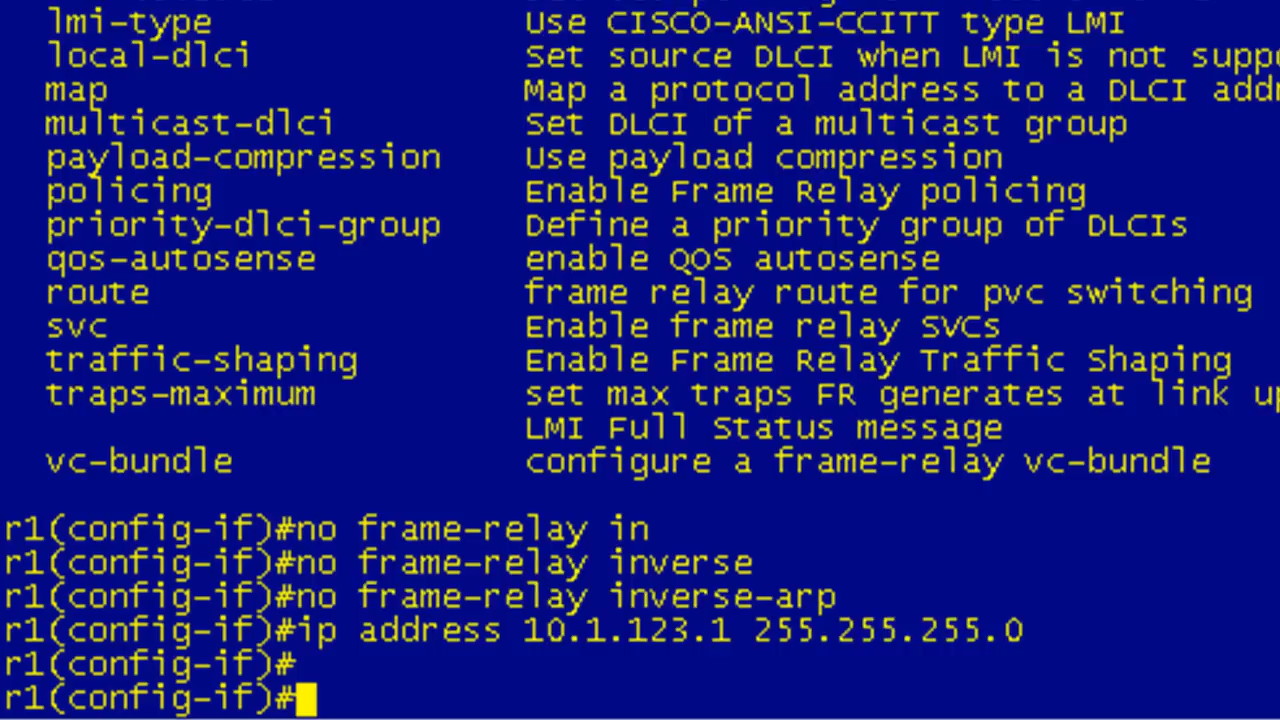 lmi-type Use CISCO-ANSI-CCITT type LMI
local-dlci Set source DLCI when LMI is not
map Map a protocol address to a DLCI
multicast-dlci Set DLCI of a multicast group
payload-compression Use payload compression
policing Enable Frame Relay policing
priority-dlci-group Define a priority group of DLCIs
qos-autosense enable QOS autosense
route frame relay route for pvc switching
svc Enable frame relay SVCs
traffic-shaping Enable Frame Relay Traffic Shaping
traps-maximum set max traps FR generates at link up
LMI Full Status message
vc-bundle configure a frame-relay vc-bundle
r1(config-if)#no frame-relay in
r1(config-if)#no frame-relay inverse
r1(config-if)#no frame-relay inverse-arp
r1(config-if)#ip address 10.1.123.1 255.255.255.0
r1(config-if)#
r1(config-if)#